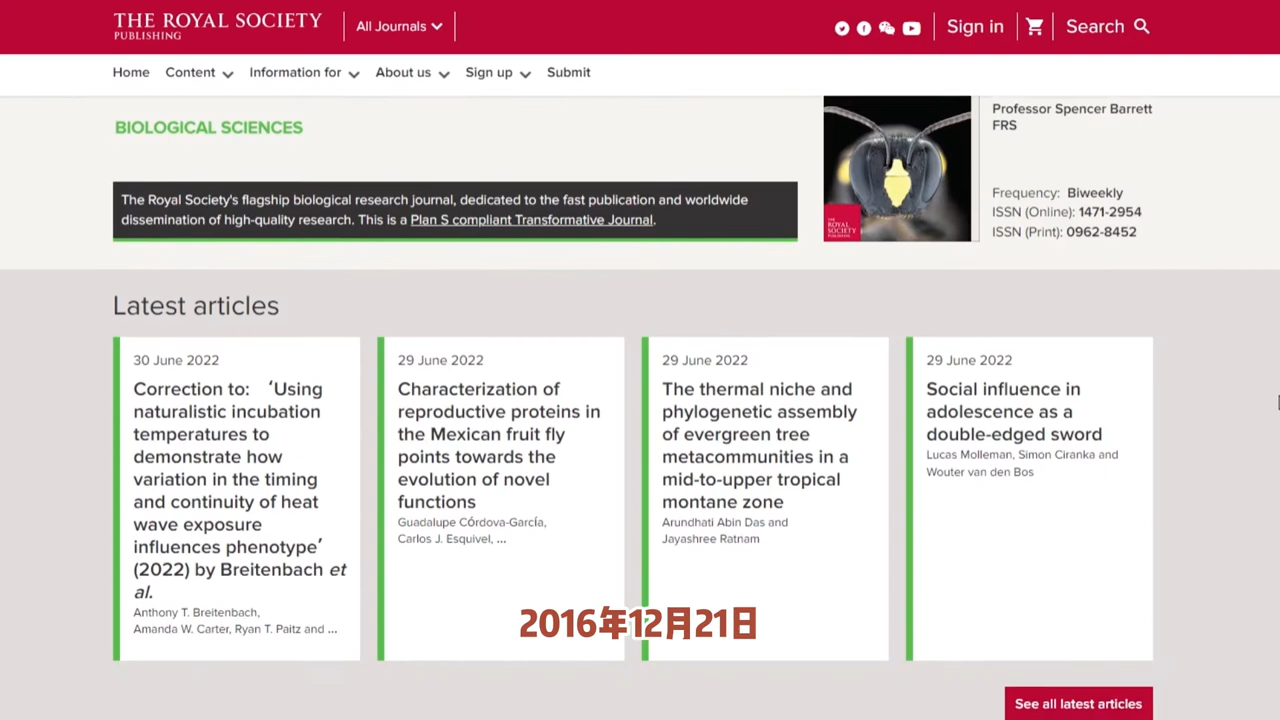 THE ROYAL SOCIETY
PUBLISHING
All Journals
Sign in
Search
Home
Content
Information for
About us
Sign up
Submit
BIOLOGICAL SCIENCES
The Royal Society's flagship biological research journal, dedicated to the fast publication and worldwide
dissemination of high-quality research. This is a Plan S compliant Transformative Journal.
THE
ROYAL
SOCIETY
PUBLISHING
Professor Spencer Barrett
FRS
Frequency: Biweekly
ISSN (Online): 1471-2954
ISSN (Print): 0962-8452
Latest articles
30 June 2022
Correction to: ‘Using
naturalistic incubation
temperatures to
demonstrate how
variation in the timing
and continuity of heat
wave exposure
influences phenotype’
(2022) by Breitenbach et
al.
Anthony T. Breitenbach,
Amanda W. Carter, Ryan T. Paitz and ...
29 June 2022
Characterization of
reproductive proteins in
the Mexican fruit fly
points towards the
evolution of novel
functions
Guadalupe Córdova-García,
Carlos J. Esquivel, ...
29 June 2022
The thermal niche and
phylogenetic assembly
of evergreen tree
metacommunities in a
mid-to-upper tropical
montane zone
Arundhati Abin Das and
Jayashree Ratnam
29 June 2022
Social influence in
adolescence as a
double-edged sword
Lucas Molleman, Simon Ciranka and
Wouter van den Bos
2016年12月21日
See all latest articles